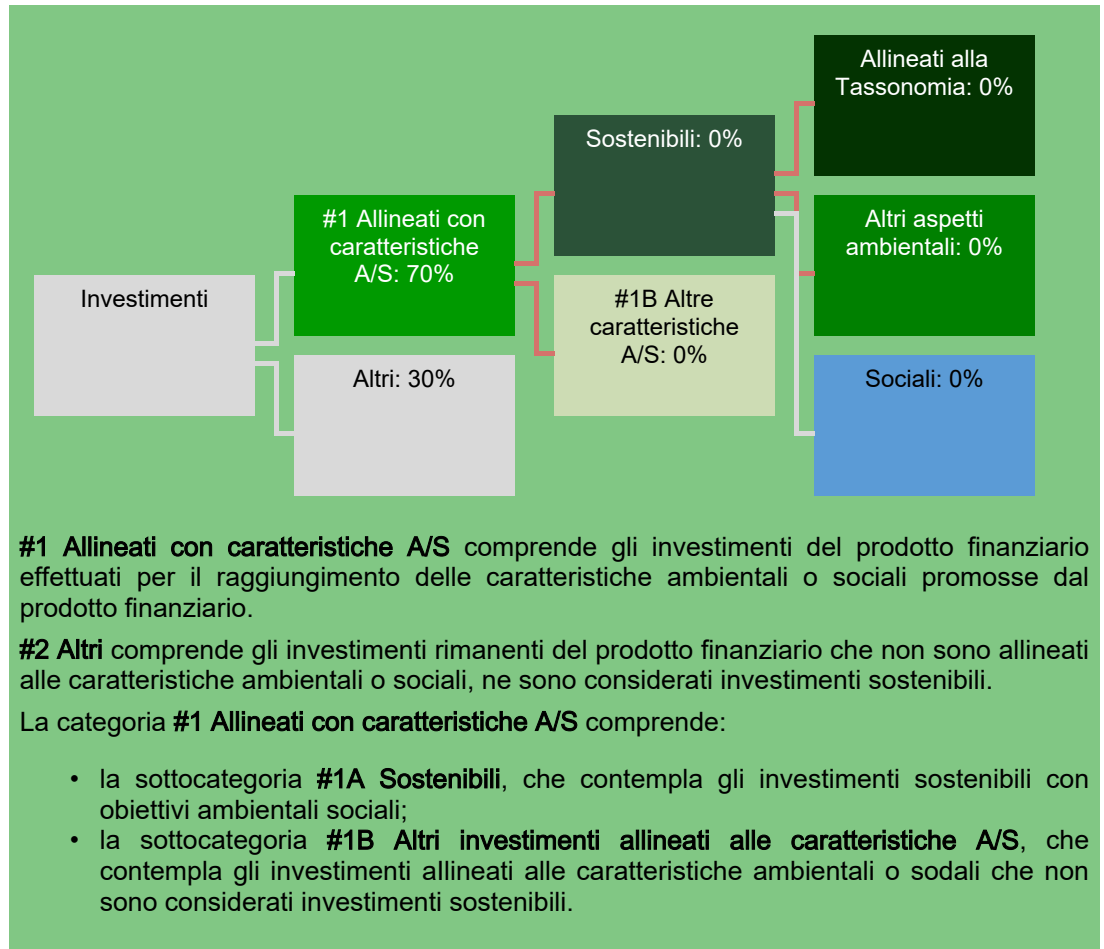 Allineati alla
Tassonomia: 0%
Sostenibili: 0%
#1 Allineati con
caratteristiche
A/S: 70%
Altri aspetti
ambientali: 0%
Investimenti
#1B Altre
caratteristiche
A/S: 0%
Altri: 30%
Sociali: 0%
#1 Allineati con caratteristiche A/S comprende gli investimenti del prodotto finanziario
effettuati per il raggiungimento delle caratteristiche ambientali o sociali promosse dal
prodotto finanziario.
#2 Altri comprende gli investimenti rimanenti del prodotto finanziario che non sono allineati
alle caratteristiche ambientali o sociali, ne sono considerati investimenti sostenibili.
La categoria #1 Allineati con caratteristiche A/S comprende:
• la sottocategoria #1A Sostenibili, che contempla gli investimenti sostenibili con
obiettivi ambientali sociali;
• la sottocategoria #1B Altri investimenti allineati alle caratteristiche A/S, che
contempla gli investimenti allineati alle caratteristiche ambientali o sodali che non
sono considerati investimenti sostenibili.